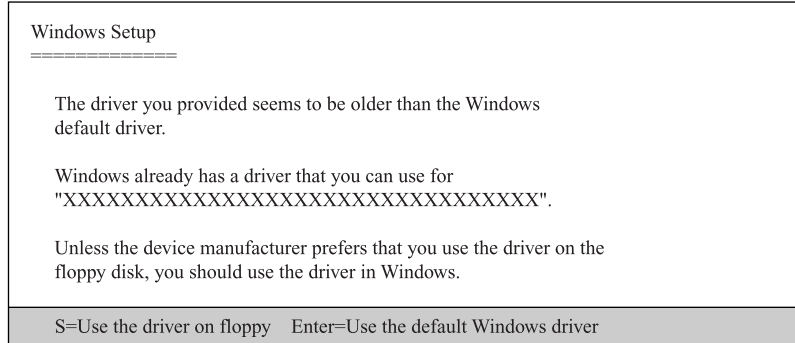 Windows Setup
=============
The driver you provided seems to be older than the Windows
default driver.
Windows already has a driver that you can use for
"XXXXXXXXXXXXXXXXXXXXXXXXXXXXXXXXXX".
Unless the device manufacturer prefers that you use the driver on the
floppy disk, you should use the driver in Windows.
S=Use the driver on floppy    Enter=Use the default Windows driver